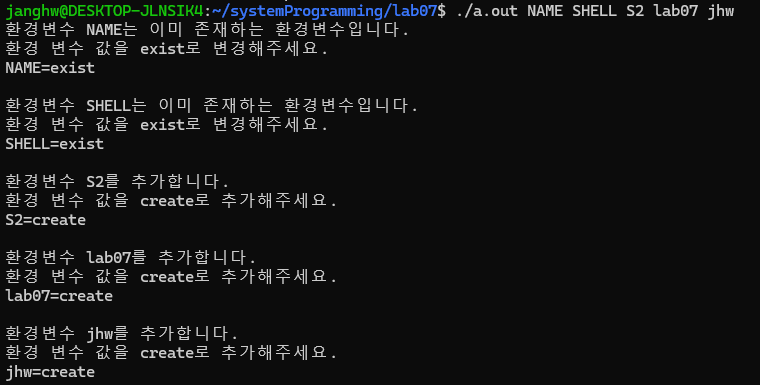 janghw@DESKTOP-JLNSIK4:~/systemProgramming/lab07$ ./a.out NAME SHELL S2 lab07 jhw
환경변수 NAME는 이미 존재하는 환경변수입니다.
환경 변수 값을 exist로 변경해주세요.
NAME=exist
환경변수 SHELL는 이미 존재하는 환경변수입니다.
환경 변수 값을 exist로 변경해주세요.
SHELL=exist
환경변수 S2를 추가합니다.
환경 변수 값을 create로 추가해주세요.
S2=create
환경변수 lab07를 추가합니다.
환경 변수 값을 create로 추가해주세요.
lab07=create
환경변수 jhw를 추가합니다.
환경 변수 값을 create로 추가해주세요.
jhw=create